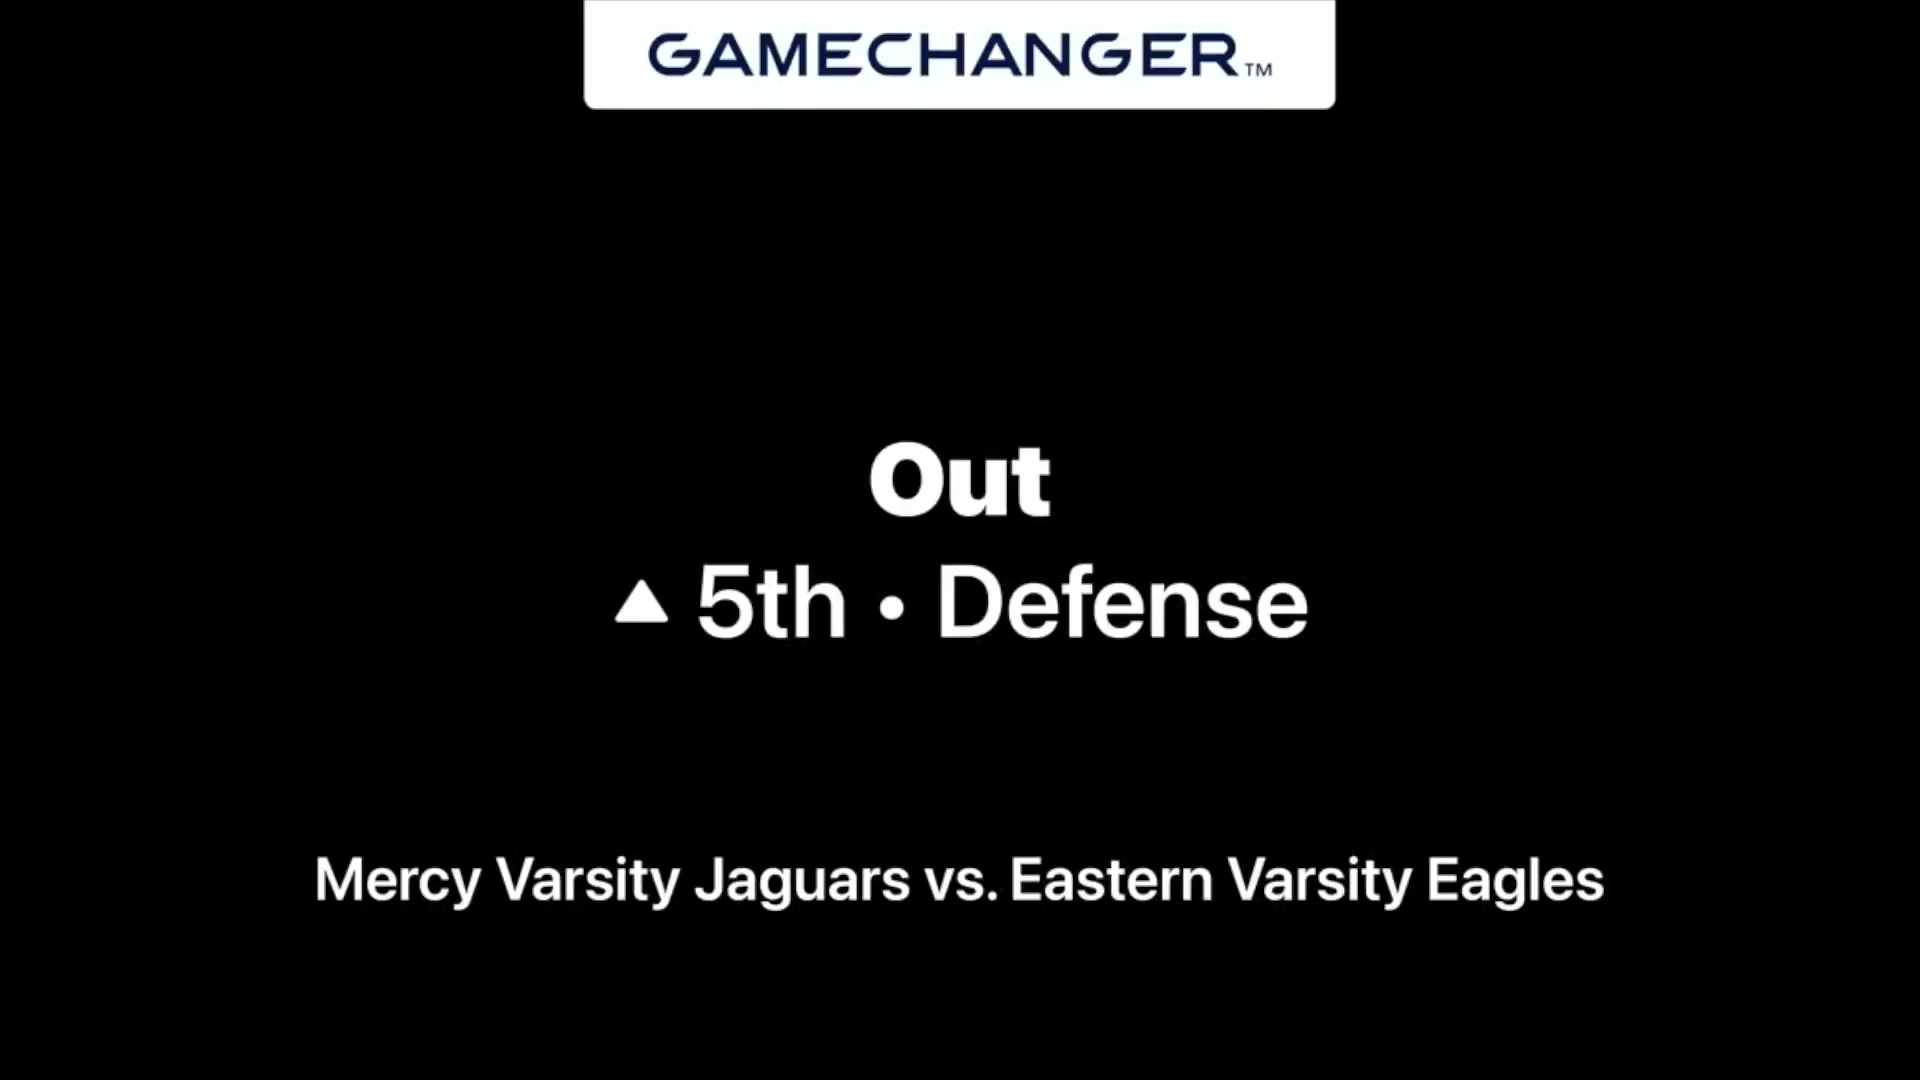 GAMECHANGER™
Out
▲ 5th • Defense
Mercy Varsity Jaguars vs. Eastern Varsity Eagles